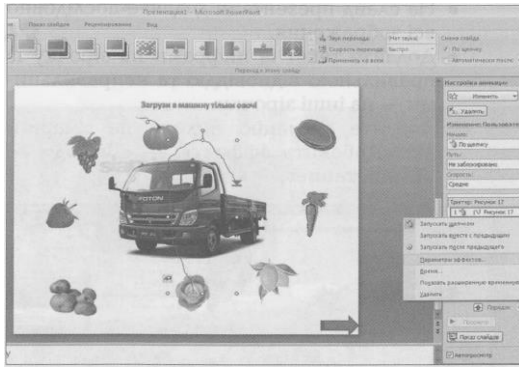 Презентация1 - Microsoft PowerPoint
Показ слайдов Рецензирование Вид
Звук перехода: [Нет звука]
Скорость перехода: Быстро
Применить ко всем
Смена слайда
По щелчку
Автоматически после:
Переход к этому слайду
Загрузи в машину тільки овочі
FOTON
Настройка анимации
Изменить
Удалить
Начало:
По щелчку
Путь:
Не заблокировано
Скорость:
Средне
Триггер: Рисунок 17
1 Рисунок 17
Запускать щелчком
Запускать вместе с предыдущим
Запускать после предыдущего
Параметры эффектов...
Время...
Показать расширенную временную
Удалить
Порядок
Просмотр
Показ слайдов
Автопросмотр